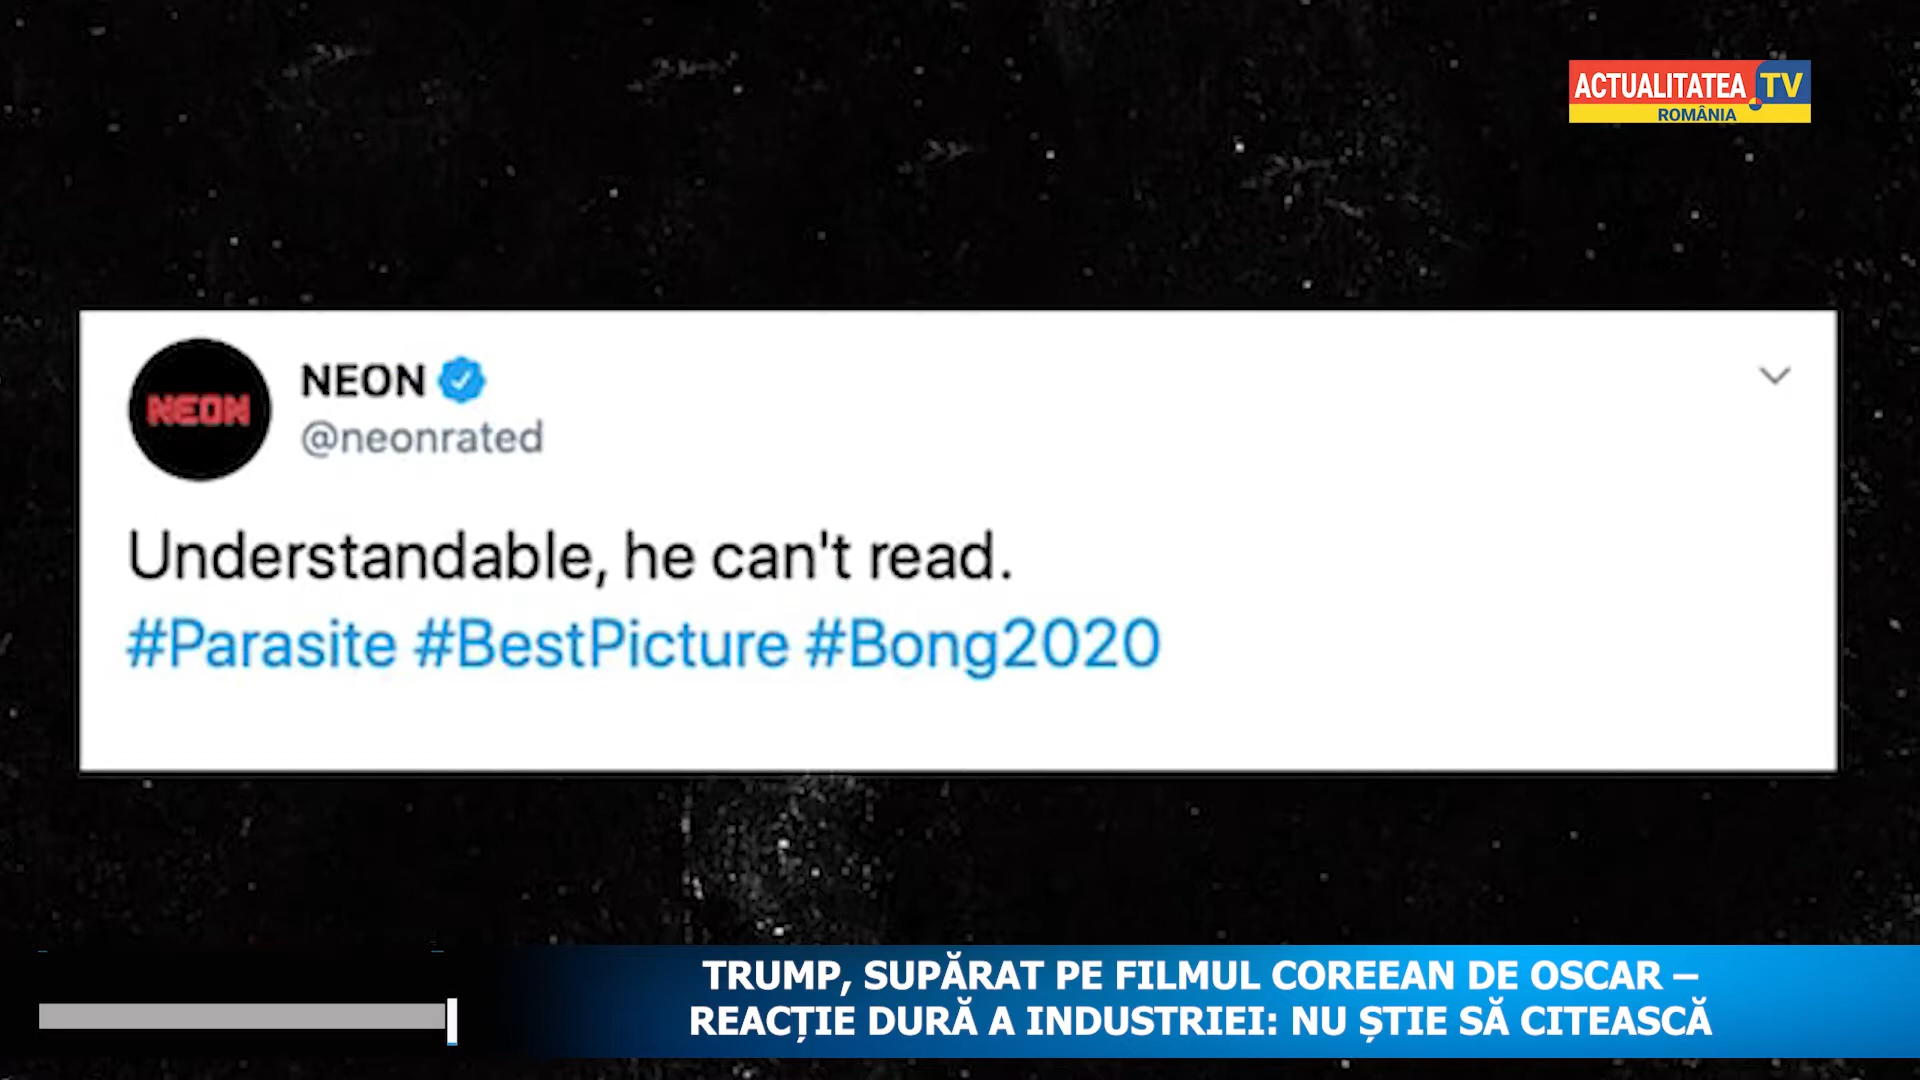 ACTUALITATEA.TV
ROMÂNIA
NEON
NEON
@neonrated
Understandable, he can't read.
#Parasite #BestPicture #Bong2020
TRUMP, SUPĂRAT PE FILMUL COREEAN DE OSCAR –
REACȚIE DURĂ A INDUSTRIEI: NU ȘTIE SĂ CITEASCĂ